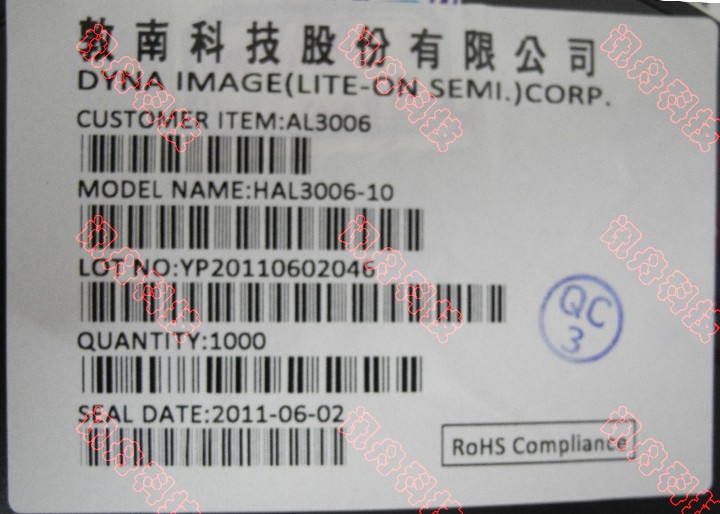 敦南科技股份有限公司
DYNA IMAGE(LITE-ON SEMI.)CORP.
CUSTOMER ITEM:AL3006
MODEL NAME:HAL3006-10
LOT NO:YP20110602046
QC
3
QUANTITY:1000
SEAL DATE:2011-06-02
RoHS Compliance